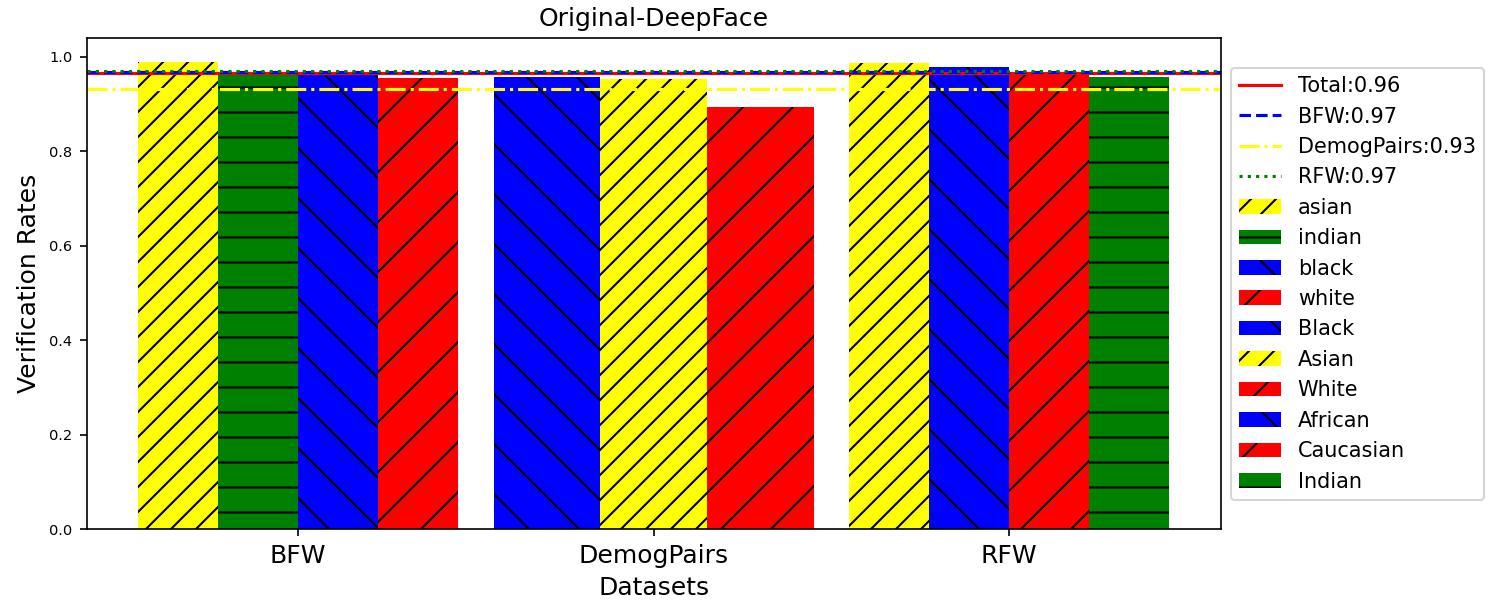 Original-DeepFace
Verification Rates
1.0
0.8
0.6
0.4
0.2
0.0
BFW
DemogPairs
RFW
Datasets
Total:0.96
BFW:0.97
DemogPairs:0.93
RFW:0.97
asian
indian
black
white
Black
Asian
White
African
Caucasian
Indian